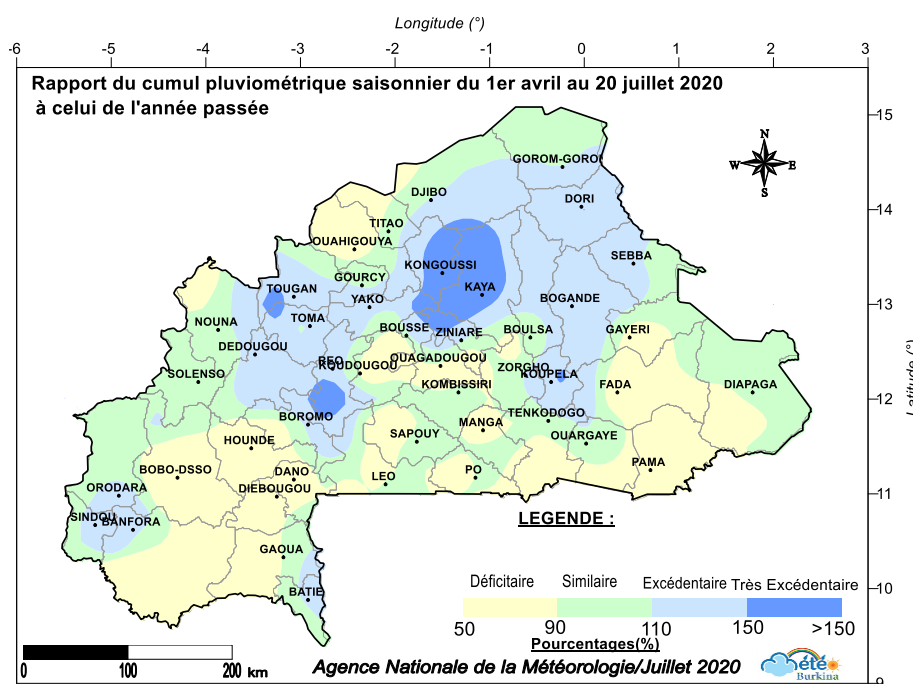 Longitude (°)
-6 -5 -4 -3 -2 -1 0 1 2 3
Rapport du cumul pluviométrique saisonnier du 1er avril au 20 juillet 2020
à celui de l'année passée
15
N
W E
S
GOROM-GOROM
DJIBO
DORI
14
TITAO
OUAHIGOUYA
SEBBA
KONGOUSSI
GOURCY
KAYA
TOUGAN
YAKO
BOGANDE
13
TOMA
NOUNA
BOUSSE
ZINIARE
BOULSA
GAYERI
DEDOUGOU
REO
KOUDOUGOU
OUAGADOUGOU
ZORGHO
KOUPELA
SOLENSO
KOMBISSIRI
FADA
DIAPAGA
Latitude (°)
12
BOROMO
TENKODOGO
MANGA
HOUNDE
SAPOUY
OUARGAYE
BOBO-DSSO
DANO
LEO
PO
PAMA
ORODARA
DIEBOUGOU
11
SINDOU
BANFORA
LEGENDE :
GAOUA
Déficitaire Similaire Excédentaire Très Excédentaire
10
BATIE
50 90 110 150 >150
Pourcentages(%)
0 100 200 km
Agence Nationale de la Météorologie/Juillet 2020
météo
Burkina
9